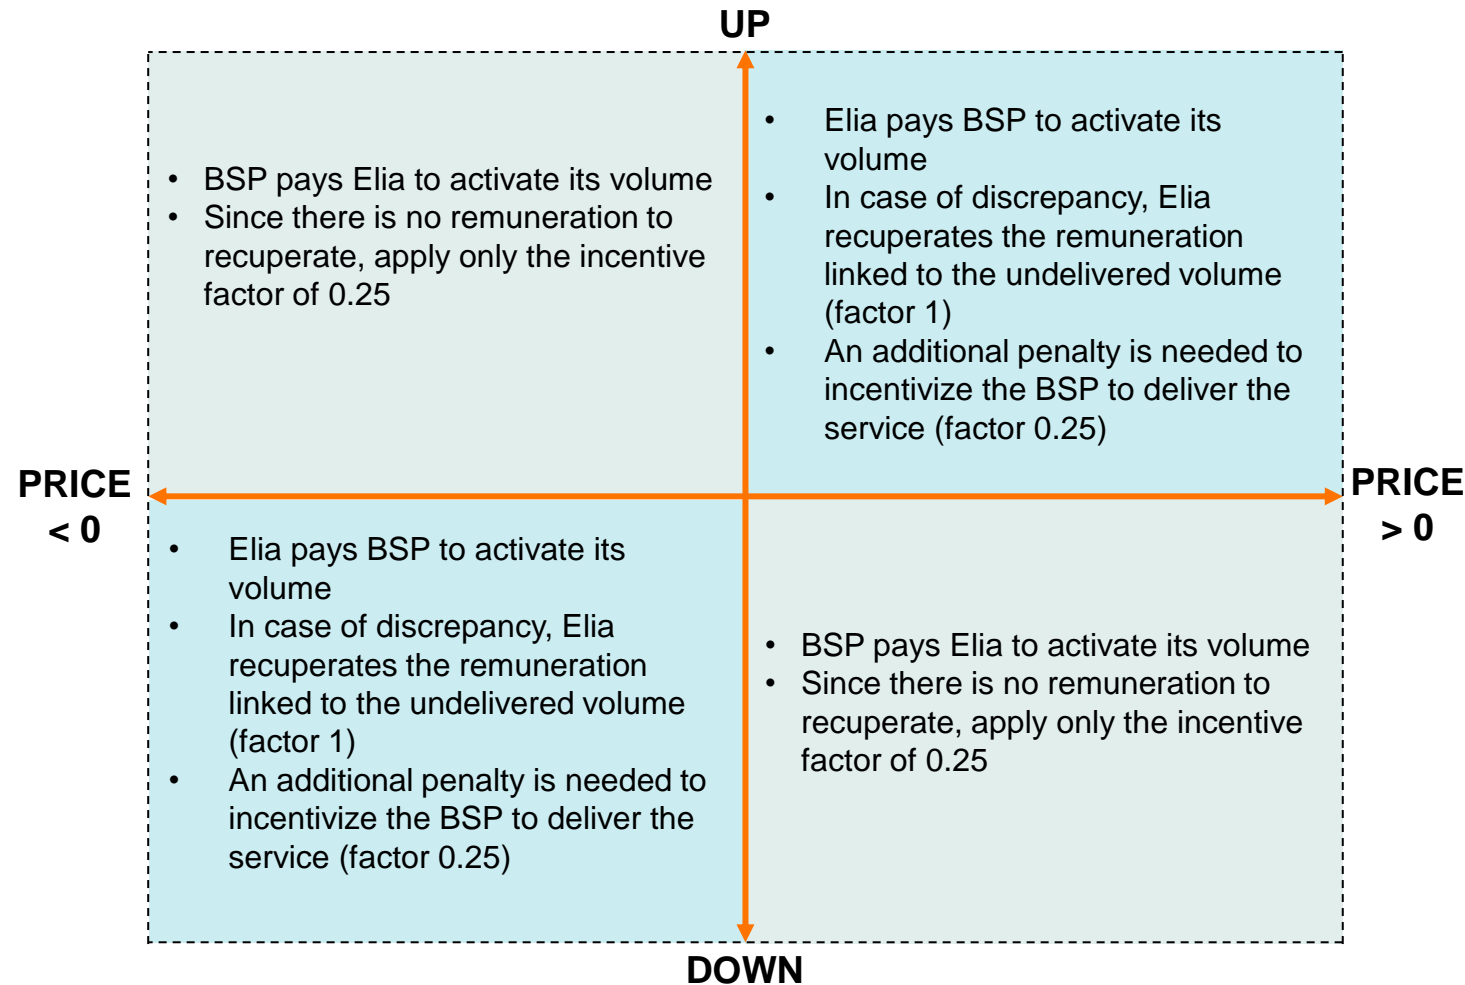 UP
• BSP pays Elia to activate its volume
• Since there is no remuneration to
recuperate, apply only the incentive
factor of 0.25
• Elia pays BSP to activate its
volume
• In case of discrepancy, Elia
recuperates the remuneration
linked to the undelivered volume
(factor 1)
• An additional penalty is needed to
incentivize the BSP to deliver the
service (factor 0.25)
PRICE
< 0
PRICE
> 0
• Elia pays BSP to activate its
volume
• In case of discrepancy, Elia
recuperates the remuneration
linked to the undelivered volume
(factor 1)
• An additional penalty is needed to
incentivize the BSP to deliver the
service (factor 0.25)
• BSP pays Elia to activate its volume
• Since there is no remuneration to
recuperate, apply only the incentive
factor of 0.25
DOWN